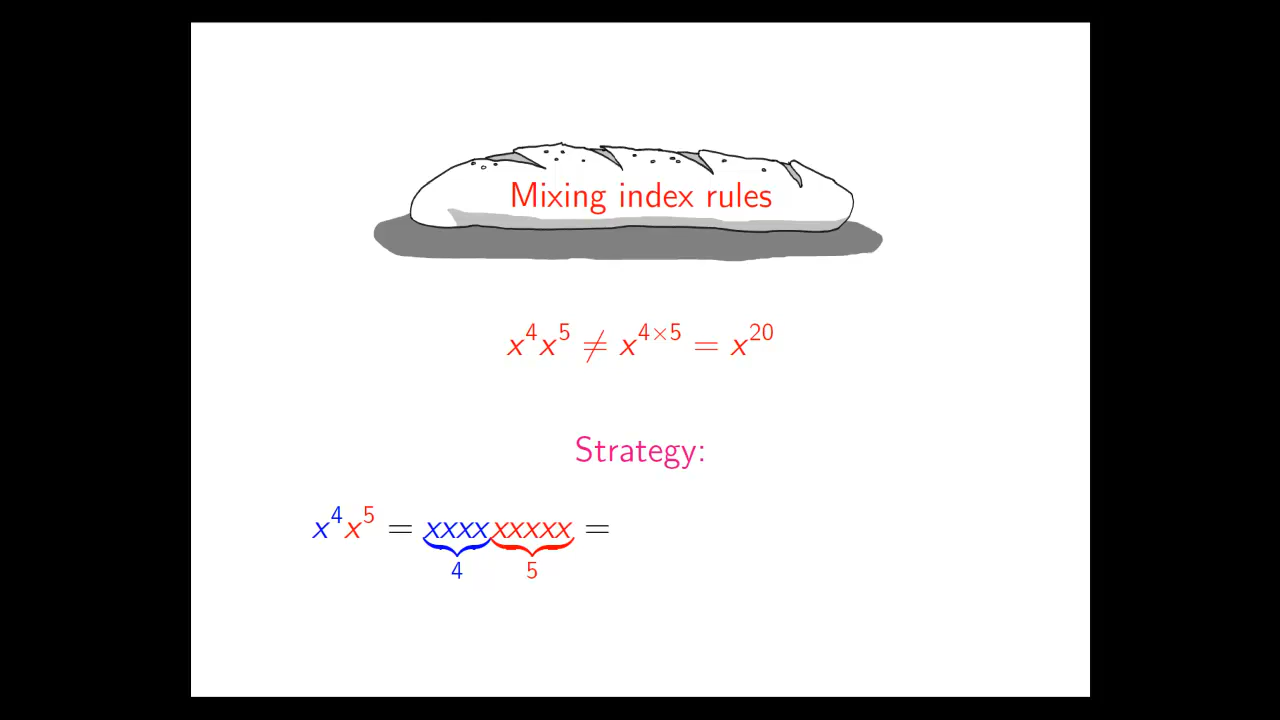 Mixing index rules
x⁴x⁵ ≠ x⁴ˣ⁵ = x²⁰
Strategy:
x⁴x⁵ = xxxxxxxxx =
4 5